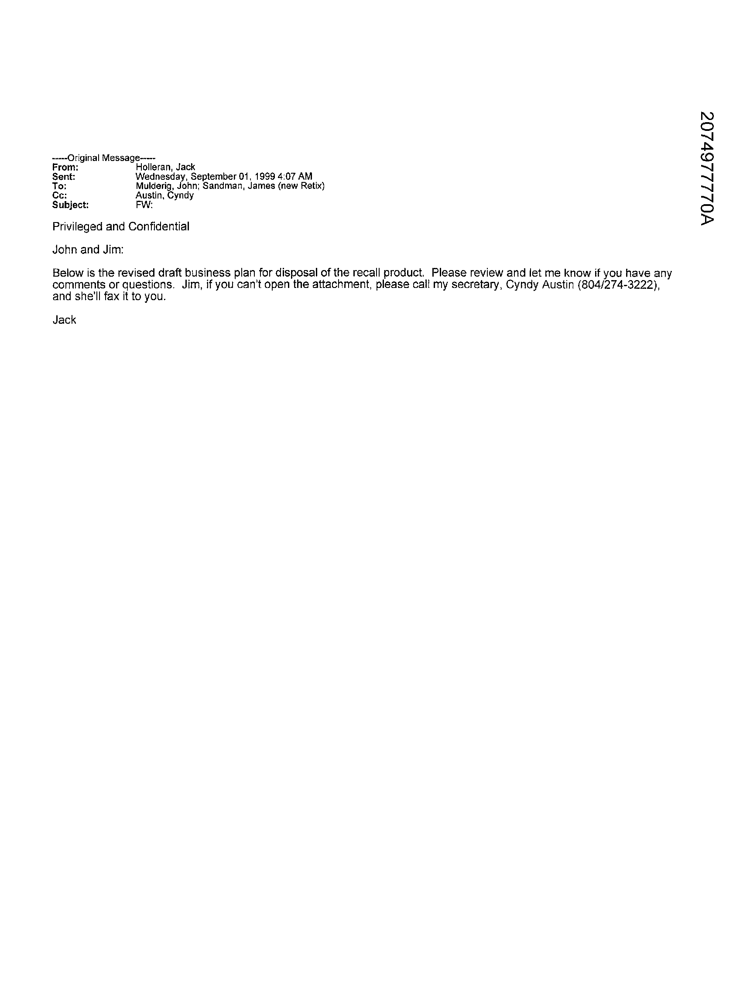 2074977770A
-----Original Message-----
From: Holleran, Jack
Sent: Wednesday, September 01, 1999 4:07 AM
To: Mulderig, John; Sandman, James (new Retix)
Cc: Austin, Cyndy
Subject: FW:
Privileged and Confidential
John and Jim:
Below is the revised draft business plan for disposal of the recall product. Please review and let me know if you have any
comments or questions. Jim, if you can't open the attachment, please call my secretary, Cyndy Austin (804/274-3222),
and she'll fax it to you.
Jack